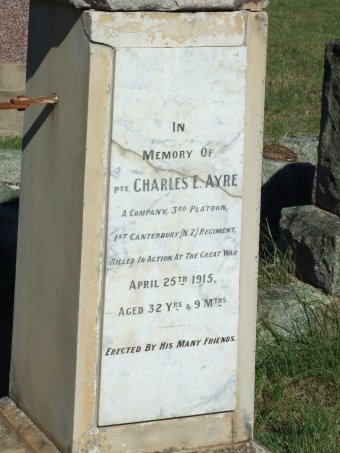 IN
MEMORY OF
PTE. CHARLES E. AYRE
A COMPANY, 3RD PLATOON,
1ST CANTERBURY (N.Z.) REGIMENT,
KILLED IN ACTION AT THE GREAT WAR
APRIL 25TH 1915,
AGED 32 YRS & 9 MTHS.
ERECTED BY HIS MANY FRIENDS.